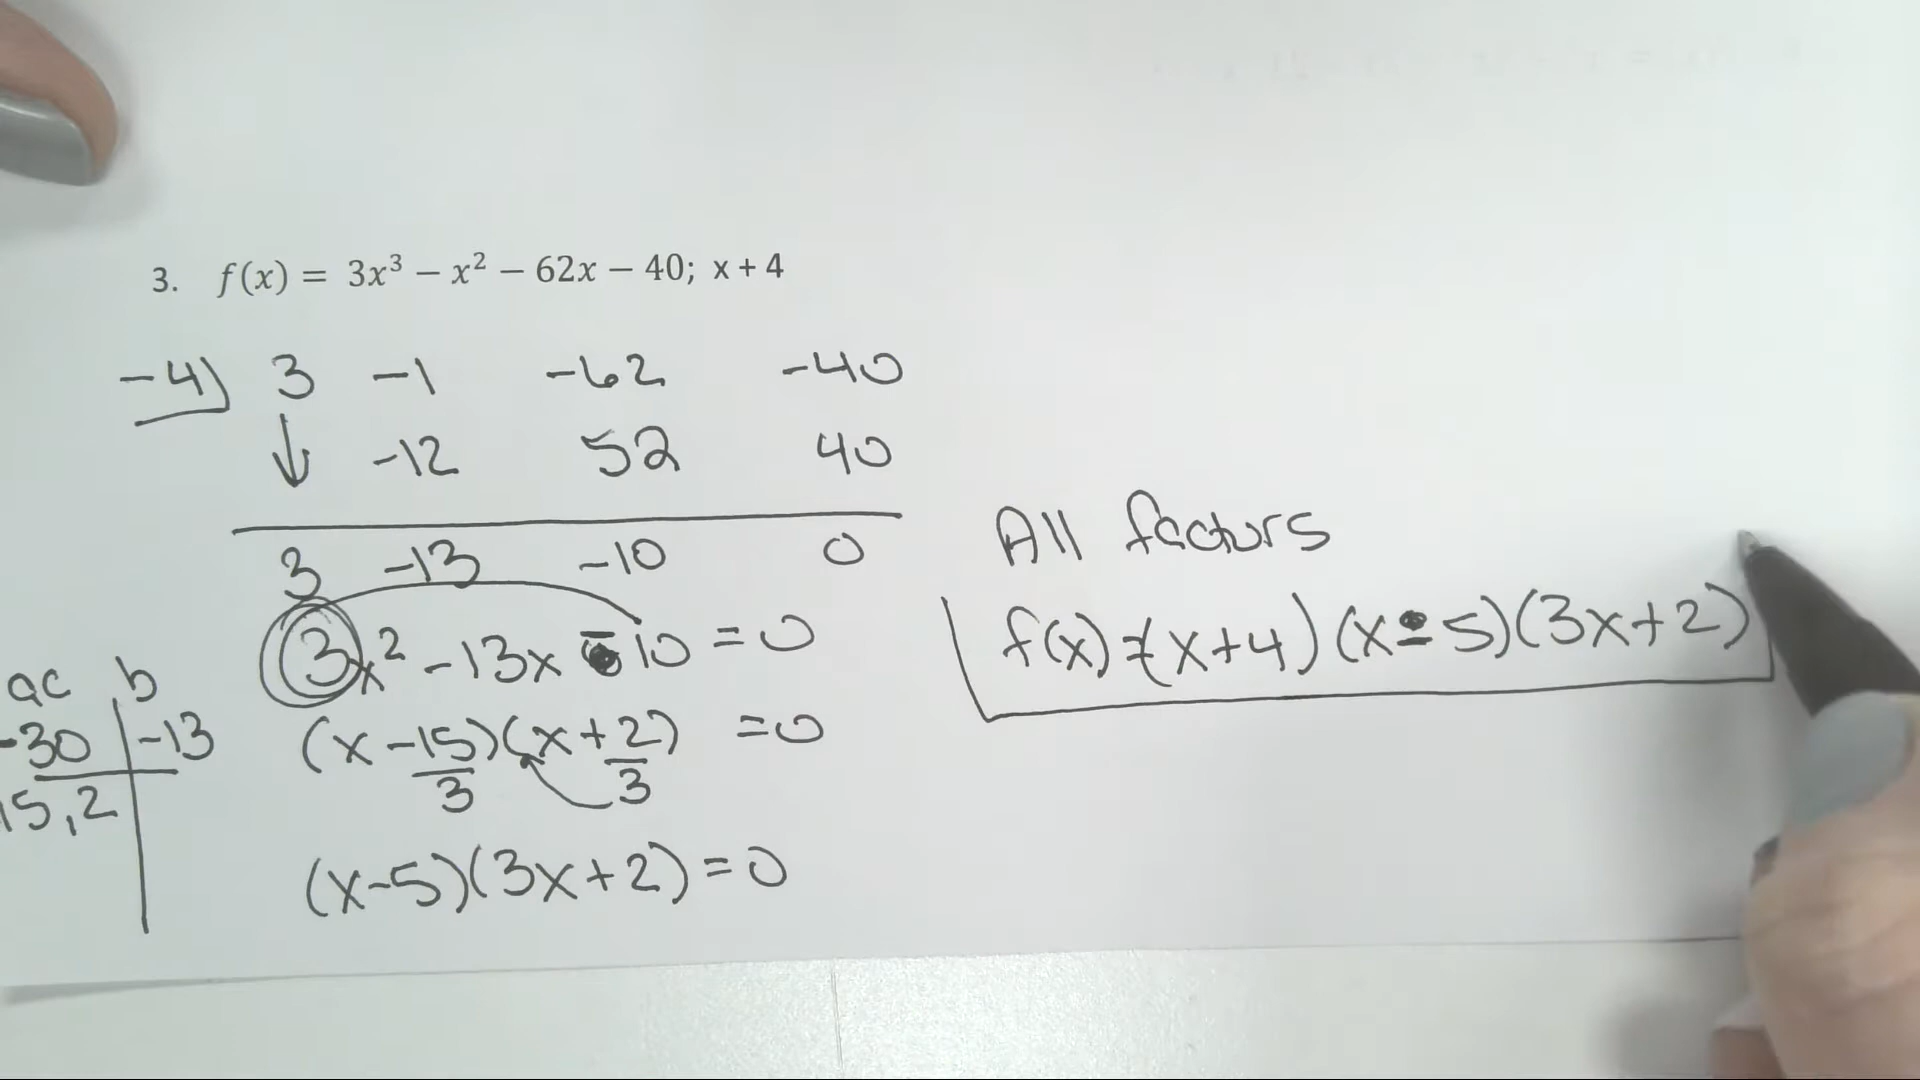 3. f(x) = 3x³ − x² − 62x − 40; x + 4
-4) 3 -1 -62 -40
↓ -12 52 40
3 -13 -10 0
3x² - 13x - 10 = 0
ac b
-30 -13
15, 2
(x - 15/3)(x + 2/3) = 0
(x-5)(3x+2) = 0
All factors
f(x) = (x+4)(x-5)(3x+2)